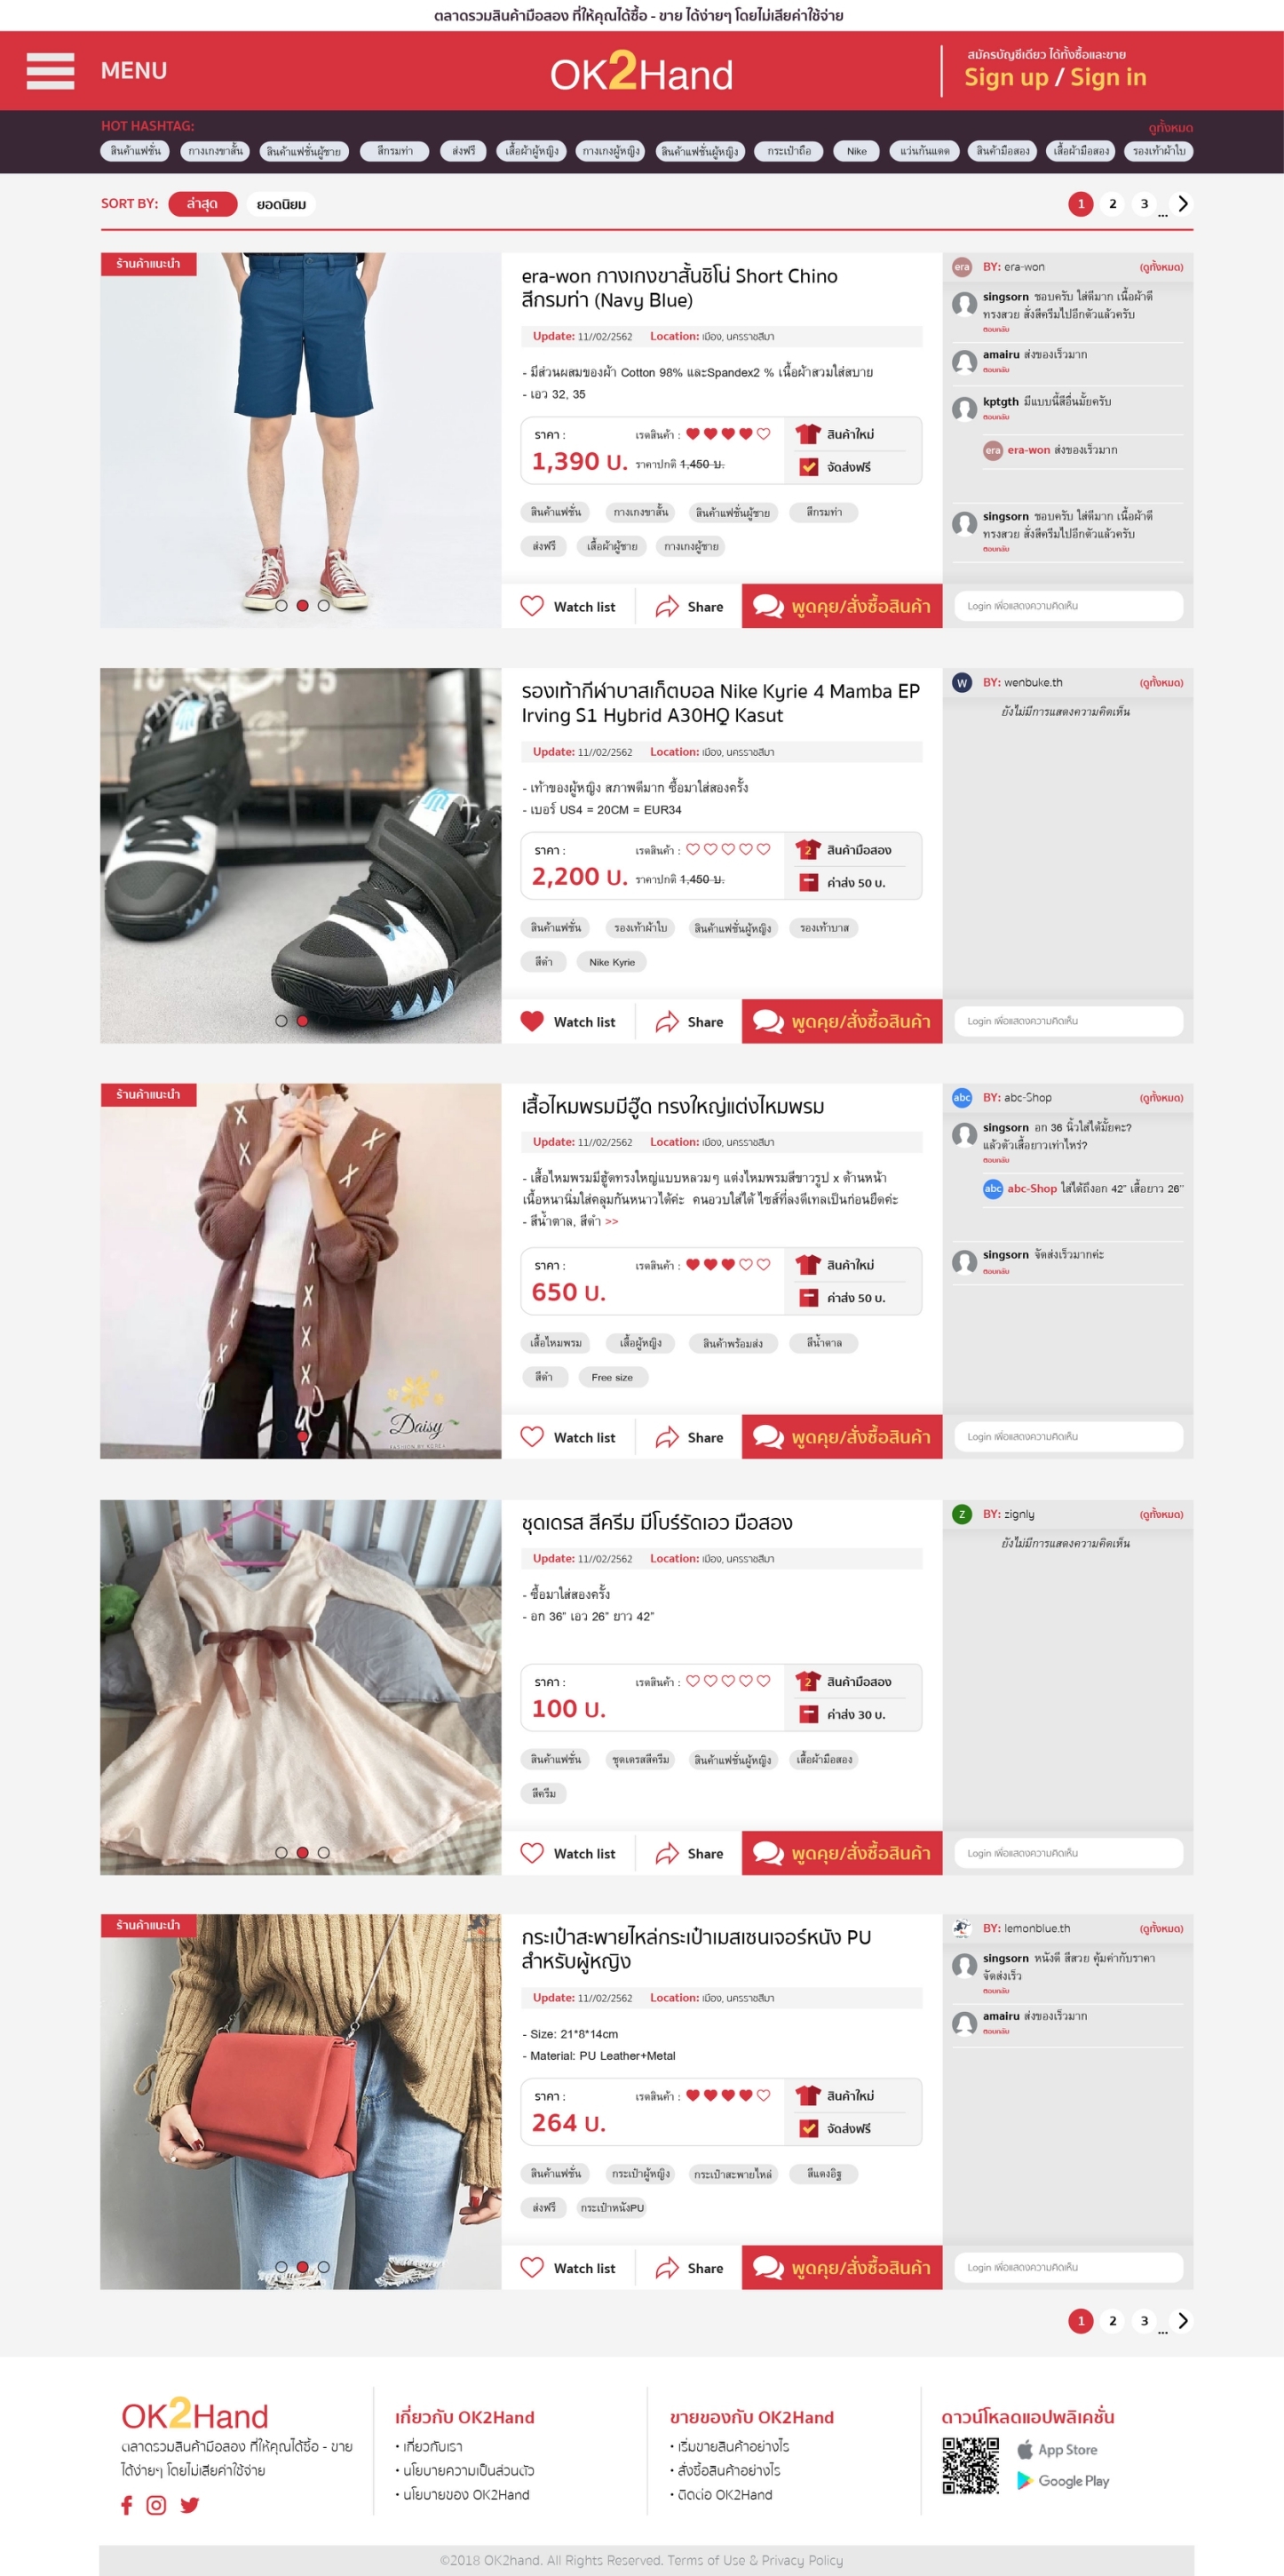 ตลาดรวมสินค้ามือสอง ที่ให้คุณได้ซื้อ - ขาย ได้ง่ายๆ โดยไม่เสียค่าใช้จ่าย
MENU
OK2Hand
สมัครบัญชีเดียว ได้ทั้งซื้อและขาย
Sign up / Sign in
HOT HASHTAG:
ดูทั้งหมด
สินค้าแฟชั่น กางเกงขาสั้น สินค้าแฟชั่นผู้ชาย สีกรมท่า ส่งฟรี เสื้อผ้าผู้หญิง กางเกงผู้หญิง สินค้าแฟชั่นผู้หญิง กระเป๋าถือ Nike แว่นกันแดด สินค้ามือสอง เสื้อผ้ามือสอง รองเท้าผ้าใบ
SORT BY: ล่าสุด ยอดนิยม
1 2 3 ...
ร้านค้าแนะนำ
era-won กางเกงขาสั้นชิโน่ Short Chino
สีกรมท่า (Navy Blue)
Update: 11//02/2562 Location: เมือง, นครราชสีมา
- มีส่วนผสมของผ้า Cotton 98% และSpandex2 % เนื้อผ้าสวมใส่สบาย
- เอว 32, 35
ราคา :
เรตสินค้า :
สินค้าใหม่
1,390 บ. ราคาปกติ 1,450 บ.
จัดส่งฟรี
สินค้าแฟชั่น กางเกงขาสั้น สินค้าแฟชั่นผู้ชาย สีกรมท่า
ส่งฟรี เสื้อผ้าผู้ชาย กางเกงผู้ชาย
Watch list Share พูดคุย/สั่งซื้อสินค้า
era BY: era-won (ดูทั้งหมด)
singsorn ชอบครับ ใส่ดีมาก เนื้อผ้าดี
ทรงสวย สั่งสีครีมไปอีกตัวแล้วครับ
ตอบกลับ
amairu ส่งของเร็วมาก
ตอบกลับ
kptgth มีแบบนี้สีอื่นมั้ยครับ
ตอบกลับ
era era-won ส่งของเร็วมาก
singsorn ชอบครับ ใส่ดีมาก เนื้อผ้าดี
ทรงสวย สั่งสีครีมไปอีกตัวแล้วครับ
ตอบกลับ
Login เพื่อแสดงความคิดเห็น
รองเท้ากีฬาบาสเก็ตบอล Nike Kyrie 4 Mamba EP
Irving S1 Hybrid A30HQ Kasut
Update: 11//02/2562 Location: เมือง, นครราชสีมา
- เท้าของผู้หญิง สภาพดีมาก ซื้อมาใส่สองครั้ง
- เบอร์ US4 = 20CM = EUR34
ราคา :
เรตสินค้า :
2 สินค้ามือสอง
2,200 บ. ราคาปกติ 1,450 บ.
ค่าส่ง 50 บ.
สินค้าแฟชั่น รองเท้าผ้าใบ สินค้าแฟชั่นผู้หญิง รองเท้าบาส
สีดำ Nike Kyrie
Watch list Share พูดคุย/สั่งซื้อสินค้า
W BY: wenbuke.th (ดูทั้งหมด)
ยังไม่มีการแสดงความคิดเห็น
Login เพื่อแสดงความคิดเห็น
ร้านค้าแนะนำ
Daisy
FASHION BY KOREA
เสื้อไหมพรมมีฮู๊ด ทรงใหญ่แต่งไหมพรม
Update: 11//02/2562 Location: เมือง, นครราชสีมา
- เสื้อไหมพรมมีฮู้ดทรงใหญ่แบบหลวมๆ แต่งไหมพรมสีขาวรูป x ด้านหน้า
เนื้อหนานิ่มใส่คลุมกันหนาวได้ค่ะ คนอวบใส่ได้ ไซส์ที่ลงดีเทลเป็นก่อนยืดค่ะ
- สีน้ำตาล, สีดำ >>
ราคา :
เรตสินค้า :
สินค้าใหม่
650 บ.
ค่าส่ง 50 บ.
เสื้อไหมพรม เสื้อผู้หญิง สินค้าพร้อมส่ง สีน้ำตาล
สีดำ Free size
Watch list Share พูดคุย/สั่งซื้อสินค้า
abc BY: abc-Shop (ดูทั้งหมด)
singsorn อก 36 นิ้วใส่ได้มั้ยคะ?
แล้วตัวเสื้อยาวเท่าไหร่?
ตอบกลับ
abc abc-Shop ใส่ได้ถึงอก 42" เสื้อยาว 26"
singsorn จัดส่งเร็วมากค่ะ
ตอบกลับ
Login เพื่อแสดงความคิดเห็น
ชุดเดรส สีครีม มีโบร์รัดเอว มือสอง
Update: 11//02/2562 Location: เมือง, นครราชสีมา
- ซื้อมาใส่สองครั้ง
- อก 36" เอว 26" ยาว 42"
ราคา :
เรตสินค้า :
2 สินค้ามือสอง
100 บ.
ค่าส่ง 30 บ.
สินค้าแฟชั่น ชุดเดรสสีครีม สินค้าแฟชั่นผู้หญิง เสื้อผ้ามือสอง
สีครีม
Watch list Share พูดคุย/สั่งซื้อสินค้า
Z BY: zignly (ดูทั้งหมด)
ยังไม่มีการแสดงความคิดเห็น
Login เพื่อแสดงความคิดเห็น
ร้านค้าแนะนำ
กระเป๋าสะพายไหล่กระเป๋าเมสเซนเจอร์หนัง PU
สำหรับผู้หญิง
Update: 11//02/2562 Location: เมือง, นครราชสีมา
- Size: 21*8*14cm
- Material: PU Leather+Metal
ราคา :
เรตสินค้า :
สินค้าใหม่
264 บ.
จัดส่งฟรี
สินค้าแฟชั่น กระเป๋าผู้หญิง กระเป๋าสะพายไหล่ สีแดงอิฐ
ส่งฟรี กระเป๋าหนังPU
Watch list Share พูดคุย/สั่งซื้อสินค้า
BY: lemonblue.th (ดูทั้งหมด)
singsorn หนังดี สีสวย คุ้มค่ากับราคา
จัดส่งเร็ว
ตอบกลับ
amairu ส่งของเร็วมาก
ตอบกลับ
Login เพื่อแสดงความคิดเห็น
1 2 3 ...
OK2Hand
ตลาดรวมสินค้ามือสอง ที่ให้คุณได้ซื้อ - ขาย
ได้ง่ายๆ โดยไม่เสียค่าใช้จ่าย
เกี่ยวกับ OK2Hand
• เกี่ยวกับเรา
• นโยบายความเป็นส่วนตัว
• นโยบายของ OK2Hand
ขายของกับ OK2Hand
• เริ่มขายสินค้าอย่างไร
• สั่งซื้อสินค้าอย่างไร
• ติดต่อ OK2Hand
ดาวน์โหลดแอปพลิเคชั่น
App Store
Google Play
©2018 OK2hand. All Rights Reserved. Terms of Use & Privacy Policy